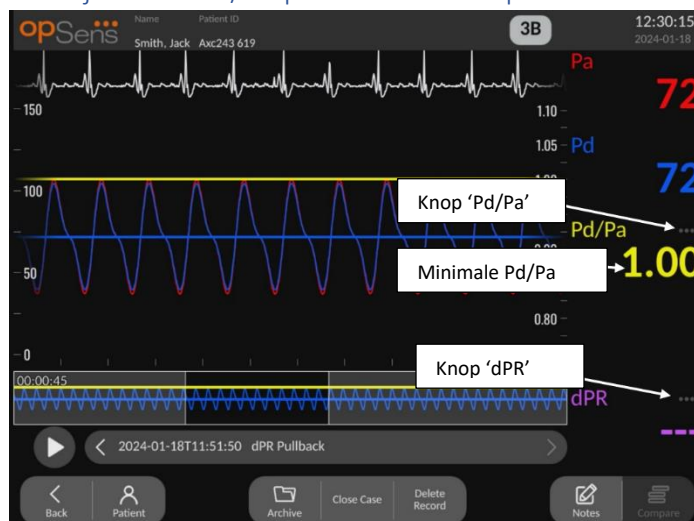 opSens
Name
Patient ID
Smith, Jack
Axc243 619
3B
12:30:15
2024-01-18
Pa
72
150
1.10
1.05
Pd
72
100
Knop ‘Pd/Pa’
Pd/Pa
Minimale Pd/Pa
1.00
50
0.80
0
Knop ‘dPR’
00:00:45
dPR
---
2024-01-18T11:51:50 dPR Pullback
Back
Patient
Archive
Close Case
Delete
Record
Notes
Compare